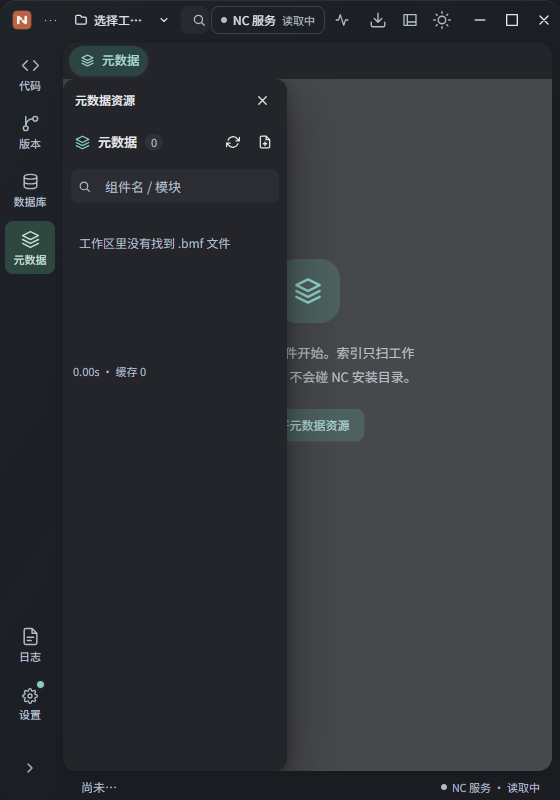 N ··· 选择工··· NC 服务 读取中
代码
版本
数据库
元数据
日志
设置
元数据
元数据资源
元数据 0
组件名 / 模块
工作区里没有找到 .bmf 文件
0.00s · 缓存 0
件开始。索引只扫工作
不会碰 NC 安装目录。
元数据资源
尚未···
NC 服务 ·